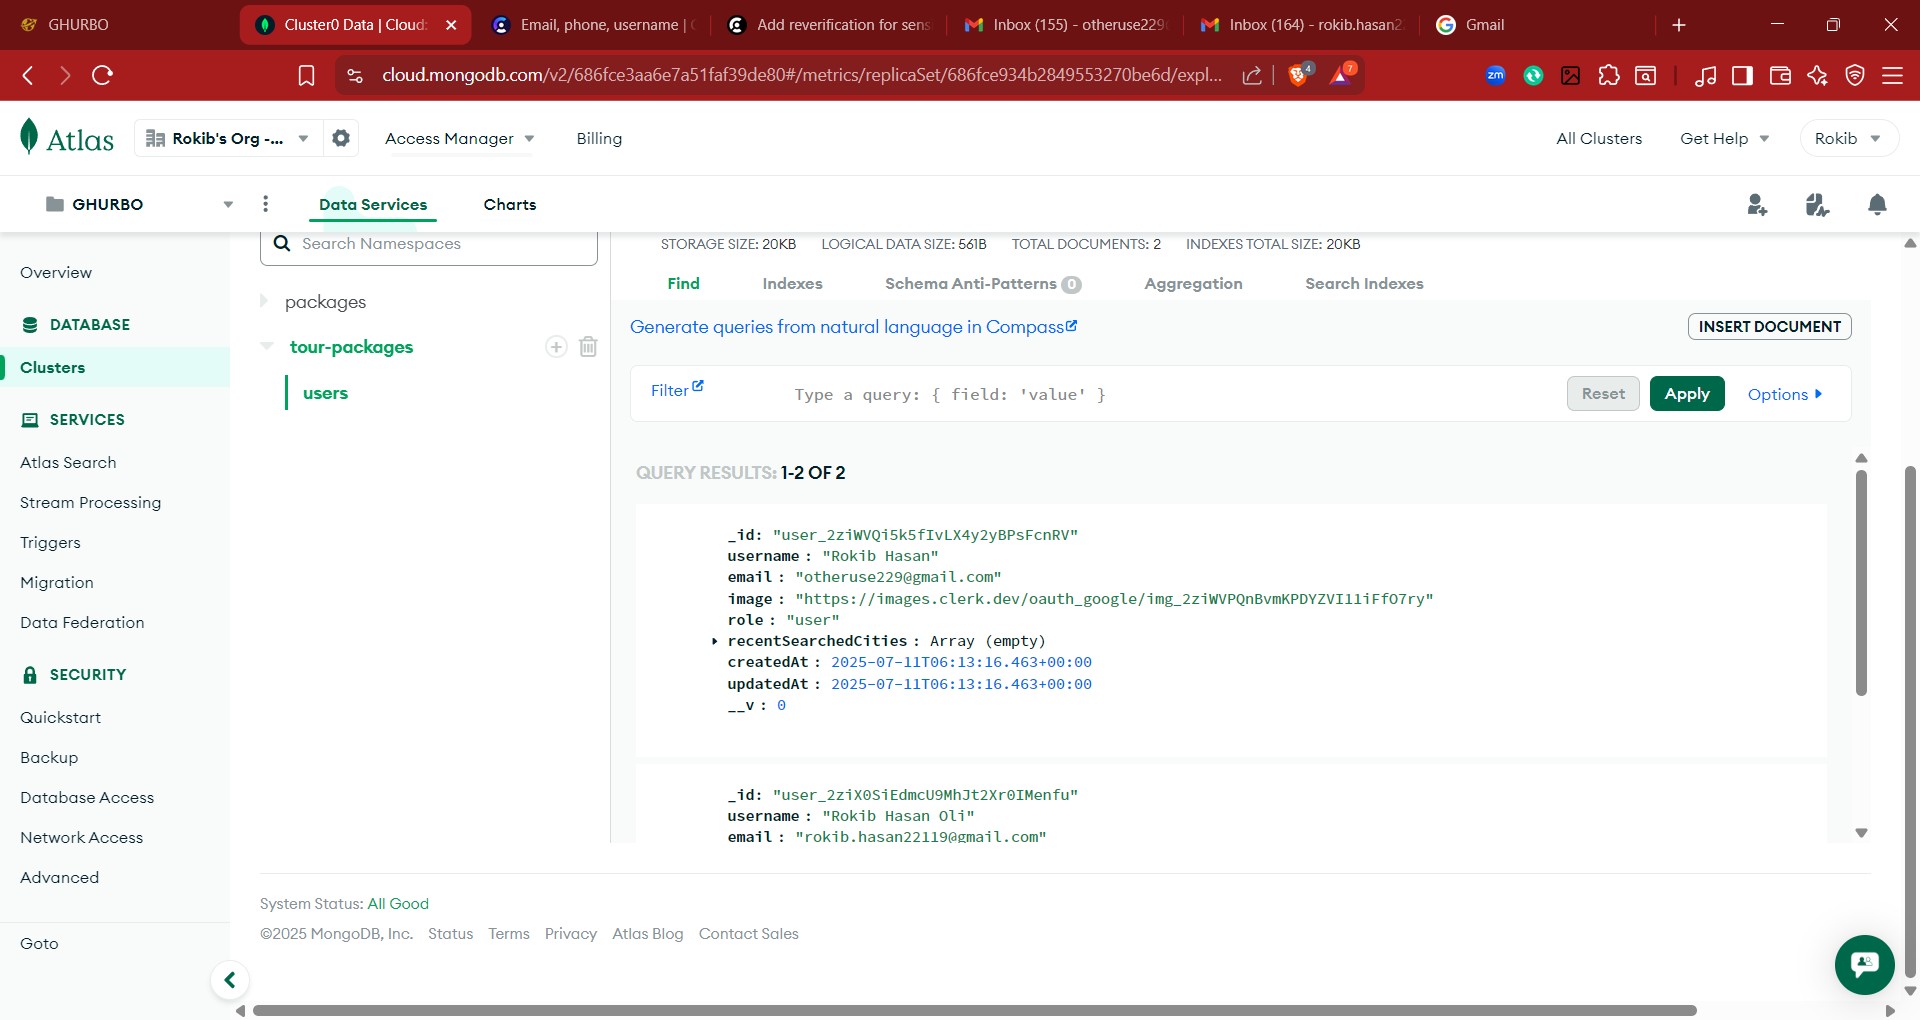 GHURBO
Cluster0 Data | Cloud:
Email, phone, username | C
Add reverification for sens
Inbox (155) - otheruse229
Inbox (164) - rokib.hasan2
Gmail
cloud.mongodb.com/v2/686fce3aa6e7a51faf39de80#/metrics/replicaSet/686fce934b2849553270be6d/expl...
4
7
zm
Atlas
Rokib's Org -...
Access Manager
Billing
All Clusters
Get Help
Rokib
GHURBO
Data Services
Charts
Overview
DATABASE
Clusters
SERVICES
Atlas Search
Stream Processing
Triggers
Migration
Data Federation
SECURITY
Quickstart
Backup
Database Access
Network Access
Advanced
Goto
Search Namespaces
packages
tour-packages
users
STORAGE SIZE: 20KB LOGICAL DATA SIZE: 561B TOTAL DOCUMENTS: 2 INDEXES TOTAL SIZE: 20KB
Find Indexes Schema Anti-Patterns 0 Aggregation Search Indexes
Generate queries from natural language in Compass
INSERT DOCUMENT
Filter
Type a query: { field: 'value' }
Reset
Apply
Options
QUERY RESULTS: 1-2 OF 2
_id: "user_2ziWVQi5k5fIvLX4y2yBPsFcnRV"
username : "Rokib Hasan"
email : "otheruse229@gmail.com"
image : "https://images.clerk.dev/oauth_google/img_2ziWVPQnBvmKPDYZVI1liFfO7ry"
role : "user"
recentSearchedCities : Array (empty)
createdAt : 2025-07-11T06:13:16.463+00:00
updatedAt : 2025-07-11T06:13:16.463+00:00
__v : 0
_id: "user_2ziX0SiEdmcU9MhJt2Xr0IMenfu"
username : "Rokib Hasan Oli"
email : "rokib.hasan22119@gmail.com"
System Status: All Good
©2025 MongoDB, Inc. Status Terms Privacy Atlas Blog Contact Sales